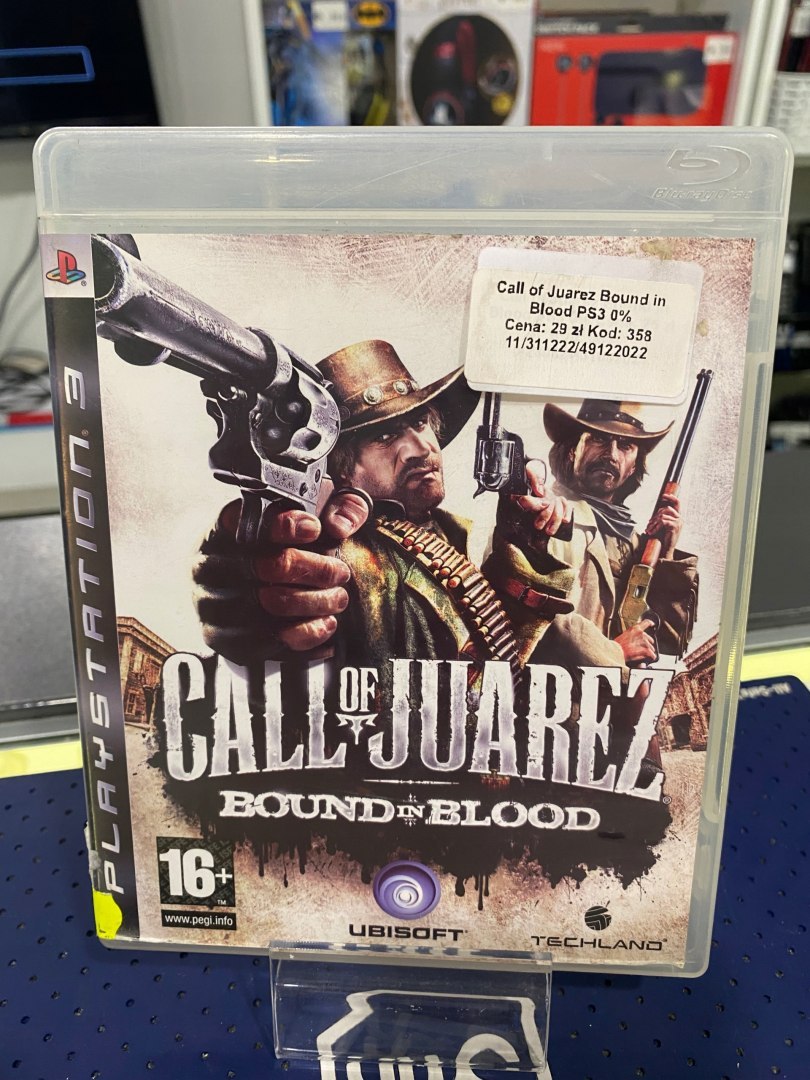 Blu-ray Disc
PLAYSTATION 3
Call of Juarez Bound in
Blood PS3 0%
Cena: 29 zł Kod: 358
11/311222/49122022
CALL OF JUAREZ
BOUND IN BLOOD
16+
TM
www.pegi.info
UBISOFT
TECHLAND